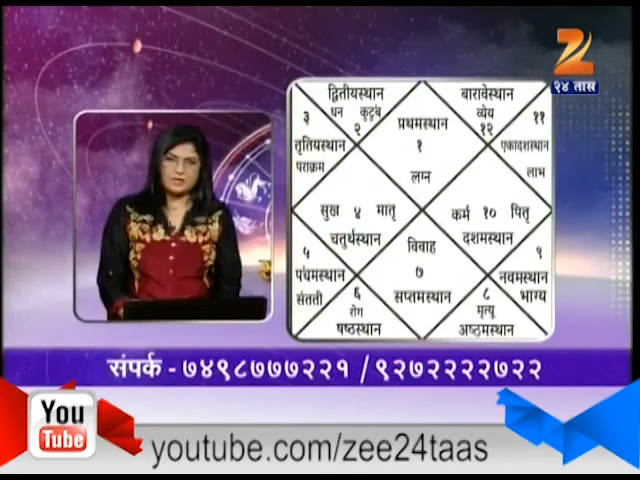 २४ तास
द्वितीयस्थान
धन कुटुंब
२
बारावेस्थान
व्येय
१२
३
११
प्रथमस्थान
१
लग्न
तृतियस्थान
पराक्रम
एकादशस्थान
लाभ
सुख ४ मातृ
चतुर्थस्थान
कर्म १० पितृ
दशमस्थान
विवाह
७
सप्तमस्थान
५
पंचमस्थान
संतती
९
नवमस्थान
भाग्य
६
रोग
षष्ठस्थान
८
मृत्यू
अष्ठमस्थान
संपर्क - ७४९८७७७२२१ / ९२७२२२२७२२
You
Tube
youtube.com/zee24taas